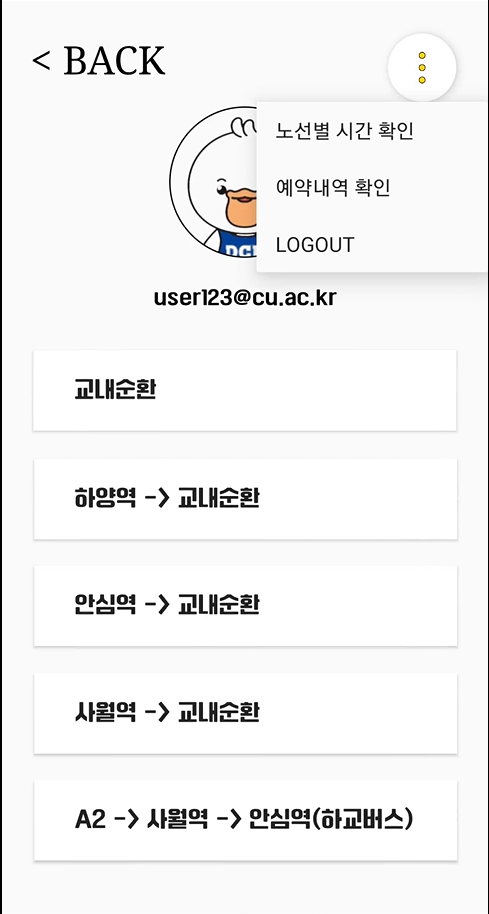 < BACK
노선별 시간 확인
예약내역 확인
LOGOUT
user123@cu.ac.kr
교내순환
하양역 -> 교내순환
안심역 -> 교내순환
사월역 -> 교내순환
A2 -> 사월역 -> 안심역(하교버스)